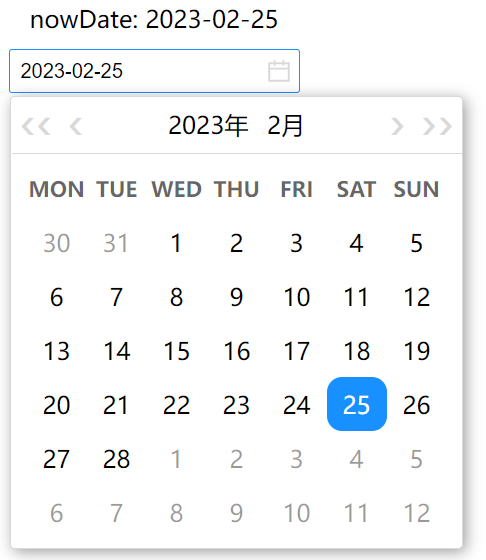 nowDate: 2023-02-25
2023-02-25
2023年 2月
MON TUE WED THU FRI SAT SUN
30 31 1 2 3 4 5
6 7 8 9 10 11 12
13 14 15 16 17 18 19
20 21 22 23 24 25 26
27 28 1 2 3 4 5
6 7 8 9 10 11 12